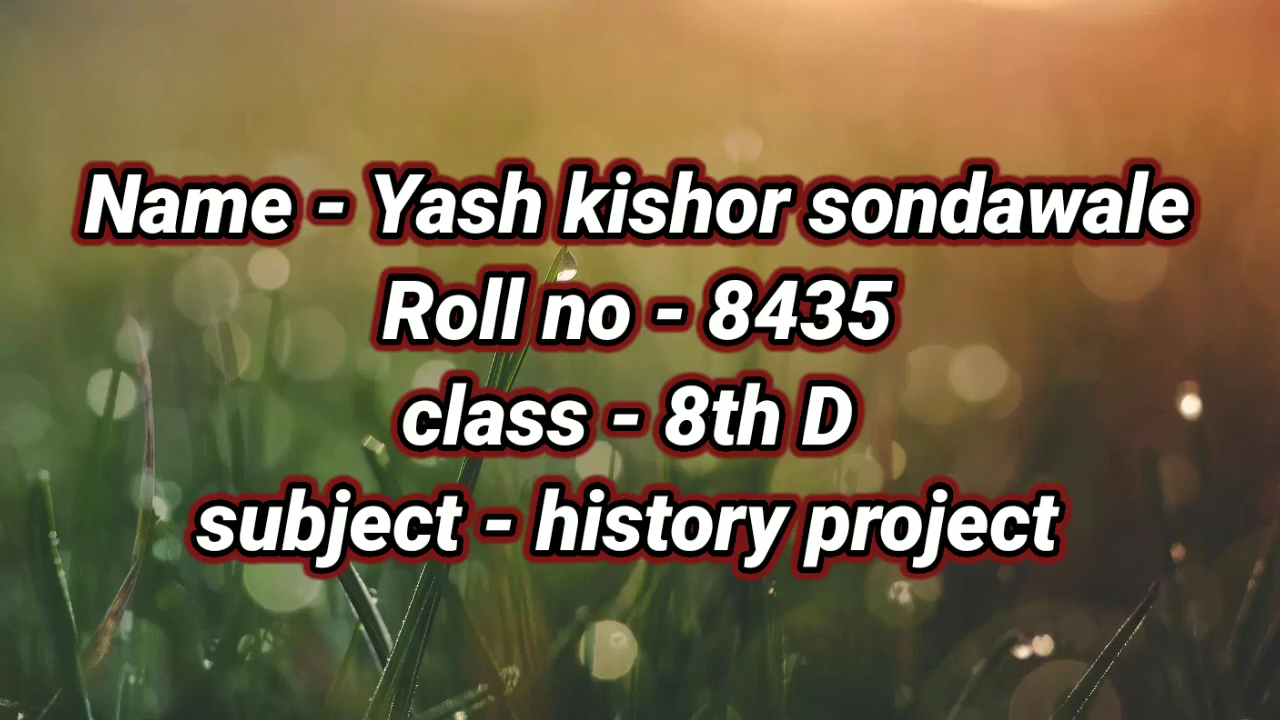 Name - Yash kishor sondawale
Roll no - 8435
class - 8th D
subject - history project